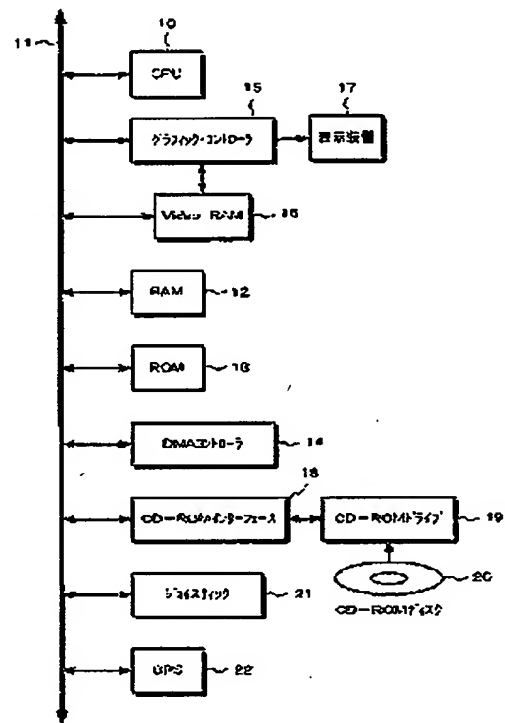 10
11
CPU
15
17
グラフィック・コントローラ
表示装置
Video RAM
16
RAM
12
ROM
13
DMAコントローラ
14
18
CD-ROMインターフェース
CD-ROMドライブ
19
20
CD-ROMディスク
ジョイスティック
21
GPS
22